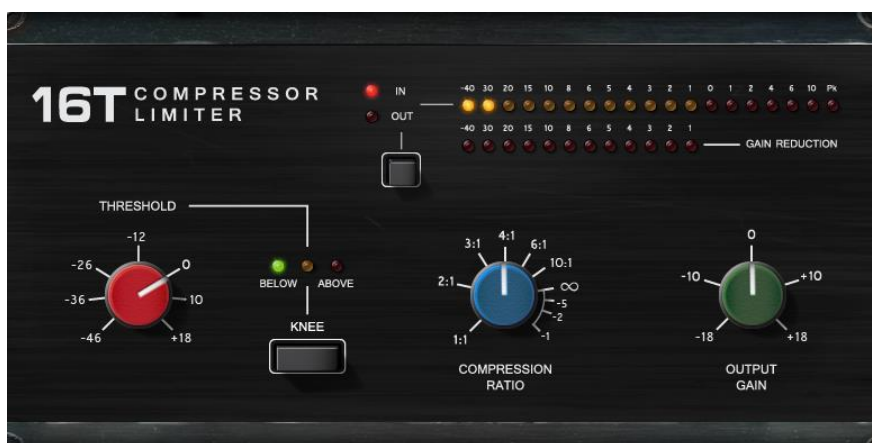 16T COMPRESSOR
LIMITER
IN
OUT
-40 30 20 15 10 8 6 5 4 3 2 1 0 1 2 4 6 10 Pk
-40 30 20 15 10 8 6 5 4 3 2 1
GAIN REDUCTION
THRESHOLD
-46 -36 -26 -12 0 10 +18
BELOW ABOVE
KNEE
1:1 2:1 3:1 4:1 6:1 10:1 ∞ -5 -2 -1
COMPRESSION
RATIO
-18 -10 0 +10 +18
OUTPUT
GAIN